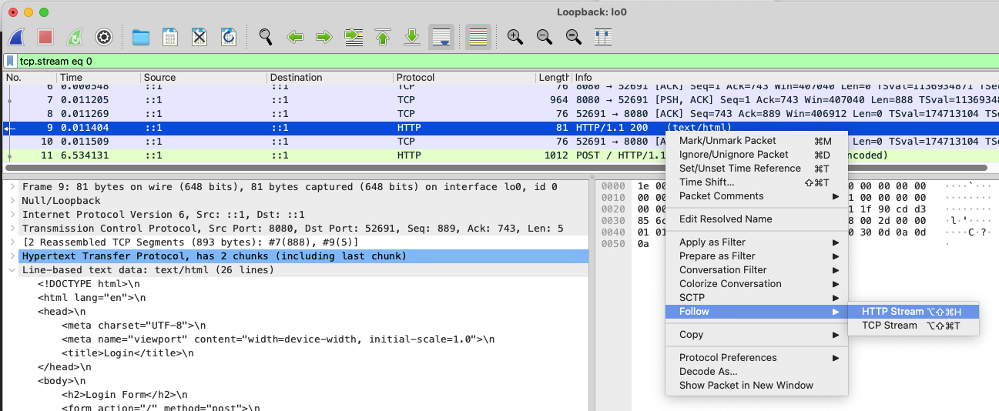 Loopback: lo0
tcp.stream eq 0
No. Time Source Destination Protocol Length Info
6 0.000548 ::1 ::1 TCP 76 8080 → 52691 [ACK] Seq=1 Ack=743 Win=407040 Len=0 TSval=1136934871 TSe
7 0.011205 ::1 ::1 TCP 964 8080 → 52691 [PSH, ACK] Seq=1 Ack=743 Win=407040 Len=888 TSval=11369348
8 0.011269 ::1 ::1 TCP 76 52691 → 8080 [ACK] Seq=743 Ack=889 Win=406912 Len=0 TSval=174713104 TSe
9 0.011404 ::1 ::1 HTTP 81 HTTP/1.1 200 (text/html)
10 0.011509 ::1 ::1 TCP 76 52691 → 8080 [A Len=0 TSval=174713104 TS
11 6.534131 ::1 ::1 HTTP 1012 POST / HTTP/1.1 ncoded)
Frame 9: 81 bytes on wire (648 bits), 81 bytes captured (648 bits) on interface lo0, id 0
Null/Loopback
Internet Protocol Version 6, Src: ::1, Dst: ::1
Transmission Control Protocol, Src Port: 8080, Dst Port: 52691, Seq: 889, Ack: 743, Len: 5
[2 Reassembled TCP Segments (893 bytes): #7(888), #9(5)]
Hypertext Transfer Protocol, has 2 chunks (including last chunk)
Line-based text data: text/html (26 lines)
<!DOCTYPE html>\n
<html lang="en">\n
<head>\n
<meta charset="UTF-8">\n
<meta name="viewport" content="width=device-width, initial-scale=1.0">\n
<title>Login</title>\n
</head>\n
<body>\n
<h2>Login Form</h2>\n
<form action="/" method="post">\n
0000 1e 00 00 00 00 00 00 ····`···
0010 00 00 1 00 00 00 00 00 ········
0020 00 00 1 1f 90 cd d3 ········
0030 85 6c 8 00 2d 00 00 ·l·'····
0040 01 01 0 30 0d 0a 0d ····C·?·
0050 0a ·
Mark/Unmark Packet ⌘M
Ignore/Unignore Packet ⌘D
Set/Unset Time Reference ⌘T
Time Shift... ⇧⌘T
Packet Comments
Edit Resolved Name
Apply as Filter
Prepare as Filter
Conversation Filter
Colorize Conversation
SCTP
Follow
Copy
Protocol Preferences
Decode As...
Show Packet in New Window
HTTP Stream ⌥⇧⌘H
TCP Stream ⌥⇧⌘T